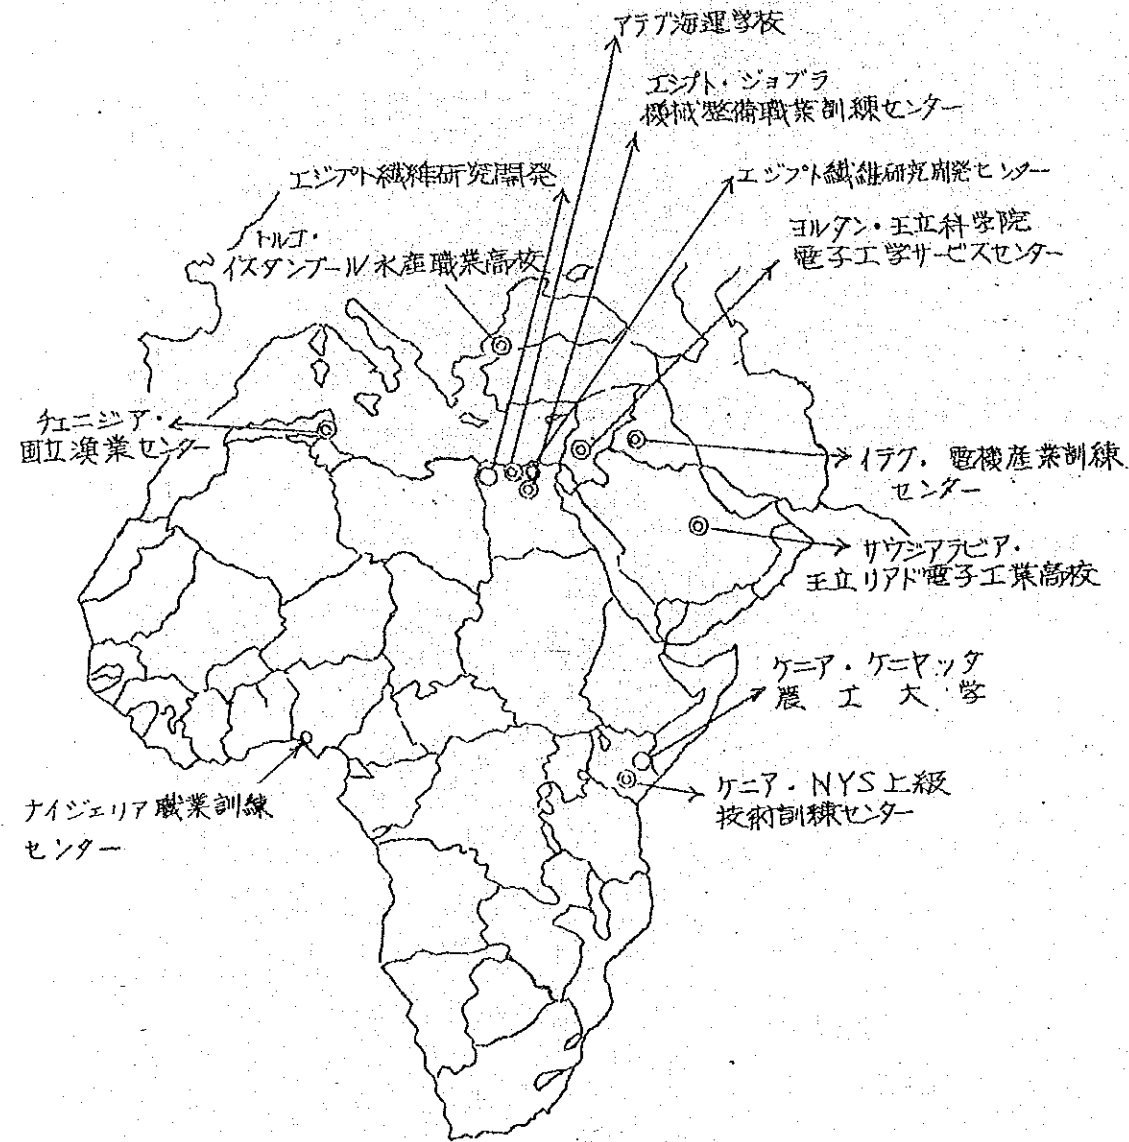 アラブ海運学校
エジプト・ショブラ
機械整備職業訓練センター
エジプト繊維研究開発
エジプト繊維研究開発センター
トルコ・
イスタンブール水産職業高校
ヨルダン・王立科学院
電子工学サービスセンター
チュニジア・
国立漁業センター
イラク．電機産業訓練
センター
サウジアラビア・
王立リアド電子工業高校
ケニア・ケニヤッタ
農工大学
ケニア・NYS上級
技術訓練センター
ナイジェリア職業訓練
センター